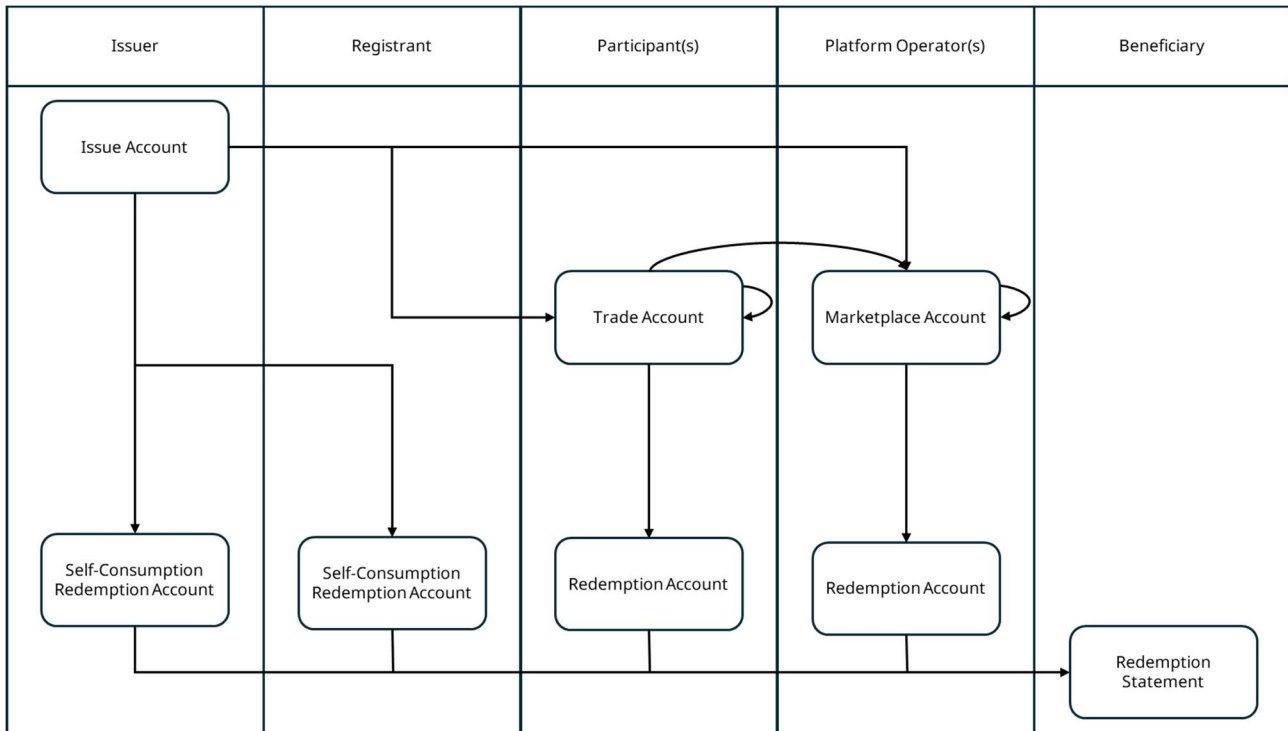 Issuer
Registrant
Participant(s)
Platform Operator(s)
Beneficiary
Issue Account
Trade Account
Marketplace Account
Self-Consumption
Redemption Account
Self-Consumption
Redemption Account
Redemption Account
Redemption Account
Redemption
Statement